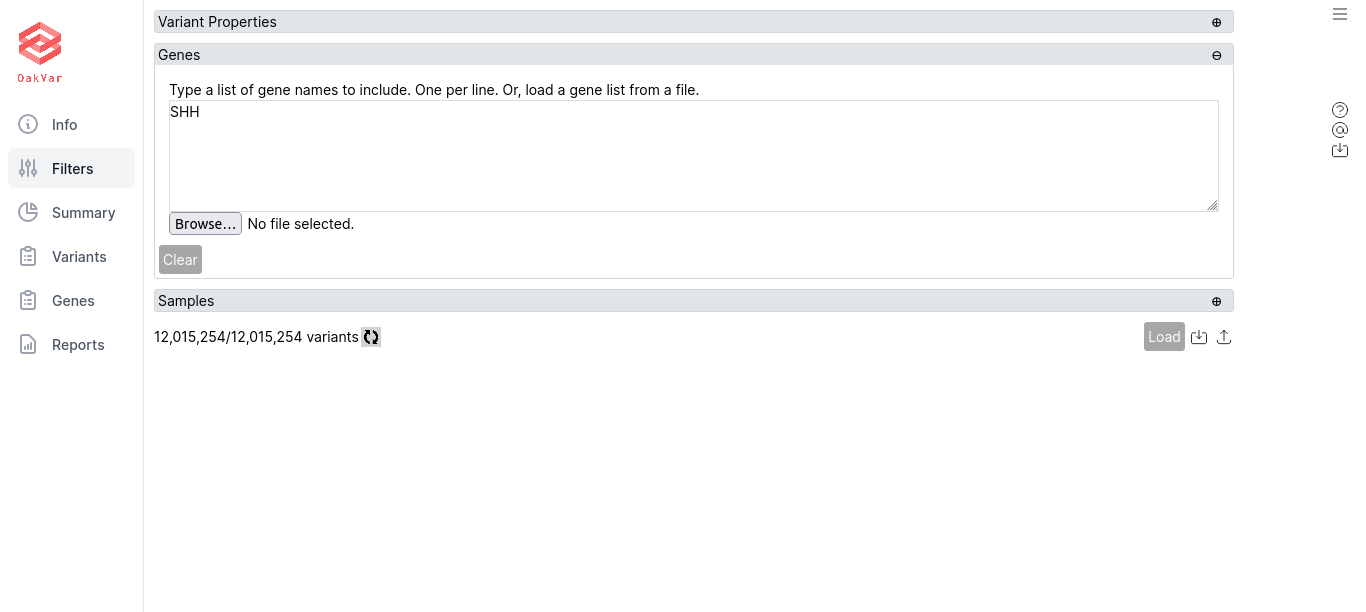 OakVar
Info
Filters
Summary
Variants
Genes
Reports
Variant Properties
Genes
Type a list of gene names to include. One per line. Or, load a gene list from a file.
SHH
Browse... No file selected.
Clear
Samples
12,015,254/12,015,254 variants
Load